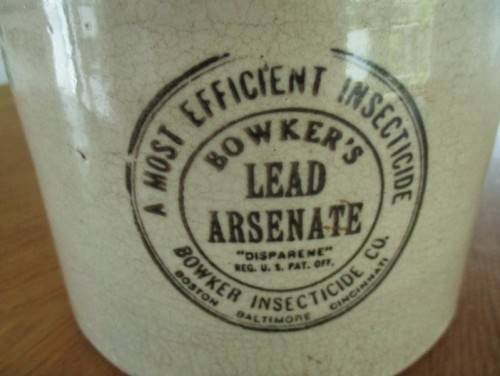 A MOST EFFICIENT INSECTICIDE
BOWKER'S
LEAD
ARSENATE
"DISPARENE"
REG. U. S. PAT. OFF.
BOWKER INSECTICIDE CO.
BOSTON BALTIMORE CINCINNATI